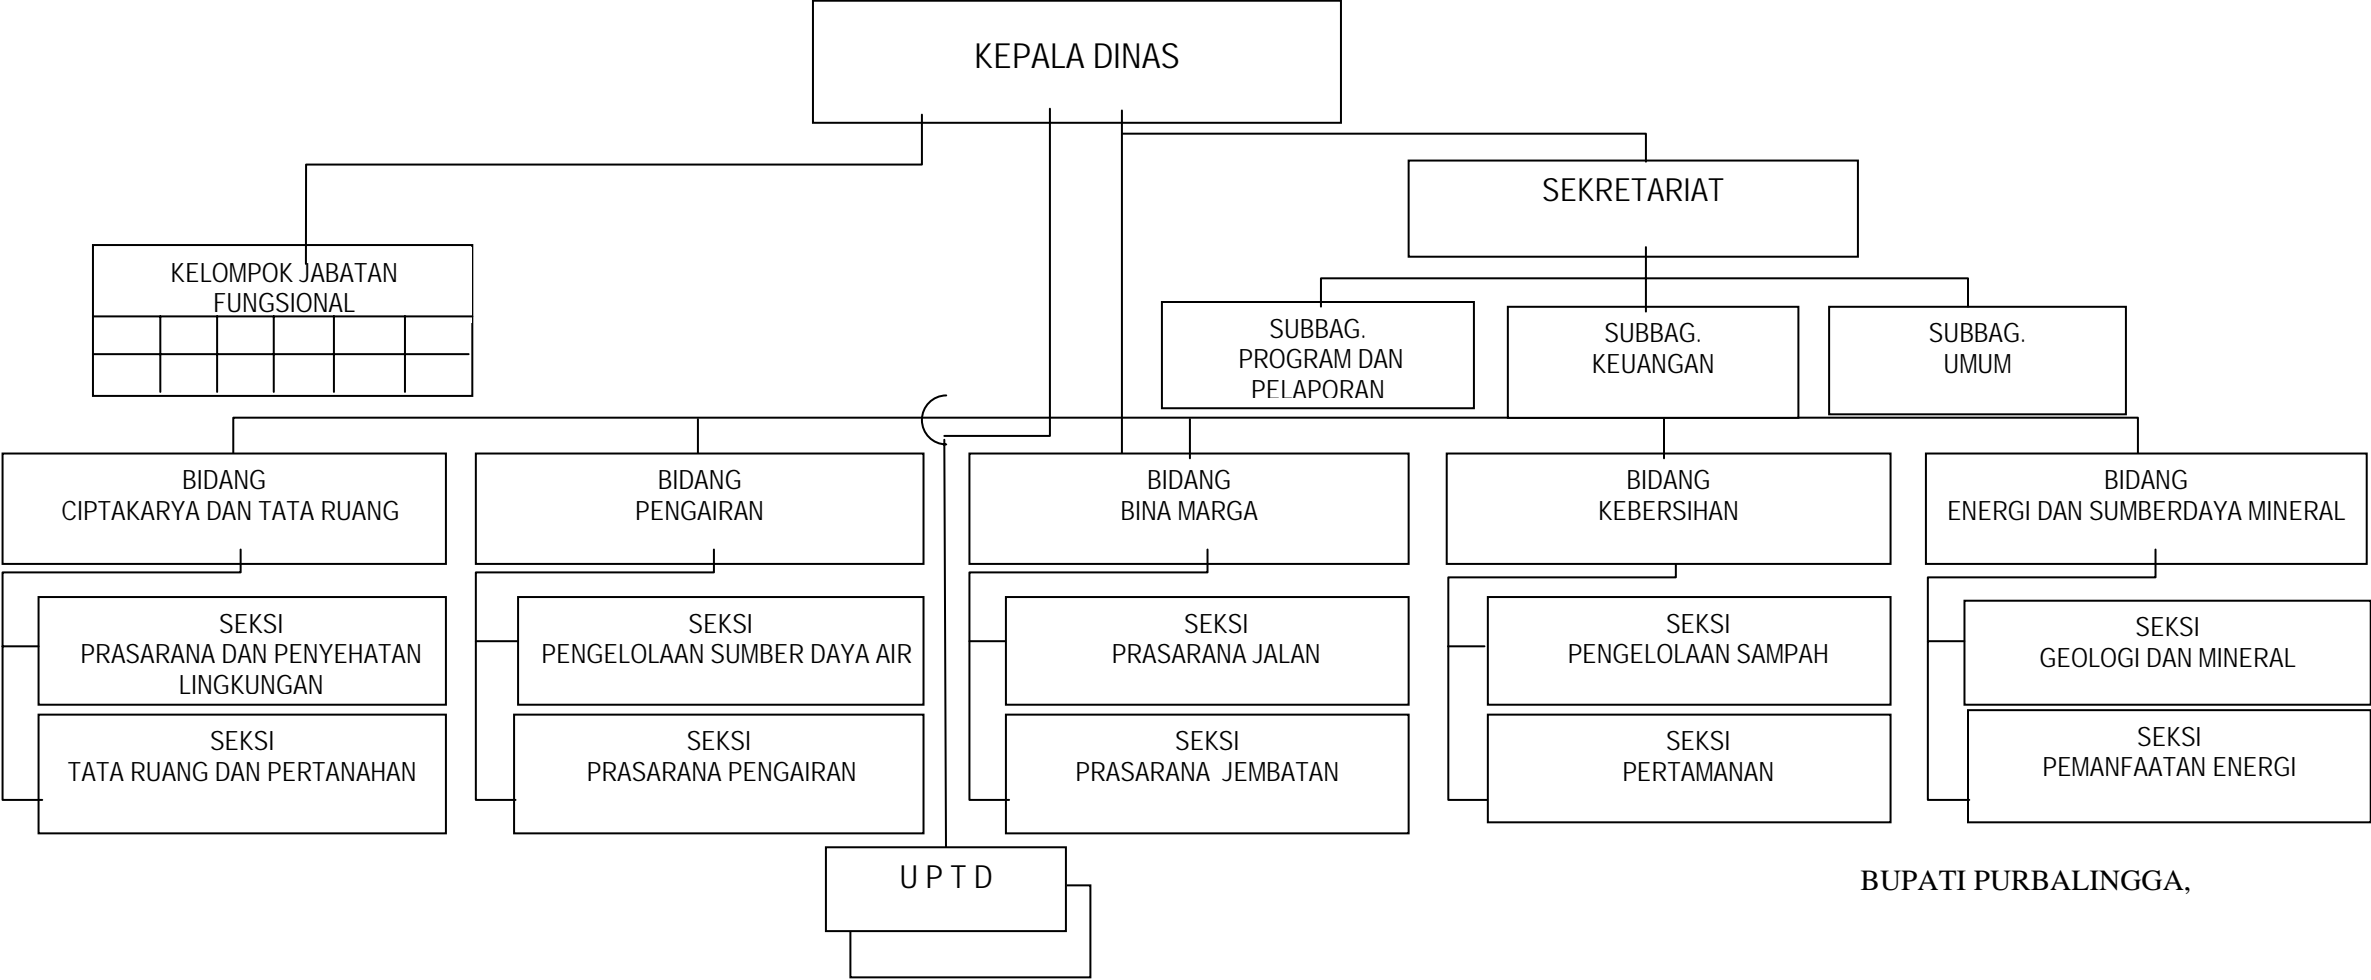 KEPALA DINAS
SEKRETARIAT
KELOMPOK JABATAN
FUNGSIONAL
SUBBAG.
PROGRAM DAN
PELAPORAN
SUBBAG.
KEUANGAN
SUBBAG.
UMUM
BIDANG
CIPTAKARYA DAN TATA RUANG
BIDANG
PENGAIRAN
BIDANG
BINA MARGA
BIDANG
KEBERSIHAN
BIDANG
ENERGI DAN SUMBERDAYA MINERAL
SEKSI
PRASARANA DAN PENYEHATAN
LINGKUNGAN
SEKSI
PENGELOLAAN SUMBER DAYA AIR
SEKSI
PRASARANA JALAN
SEKSI
PENGELOLAAN SAMPAH
SEKSI
GEOLOGI DAN MINERAL
SEKSI
TATA RUANG DAN PERTANAHAN
SEKSI
PRASARANA PENGAIRAN
SEKSI
PRASARANA JEMBATAN
SEKSI
PERTAMANAN
SEKSI
PEMANFAATAN ENERGI
U P T D
BUPATI PURBALINGGA,